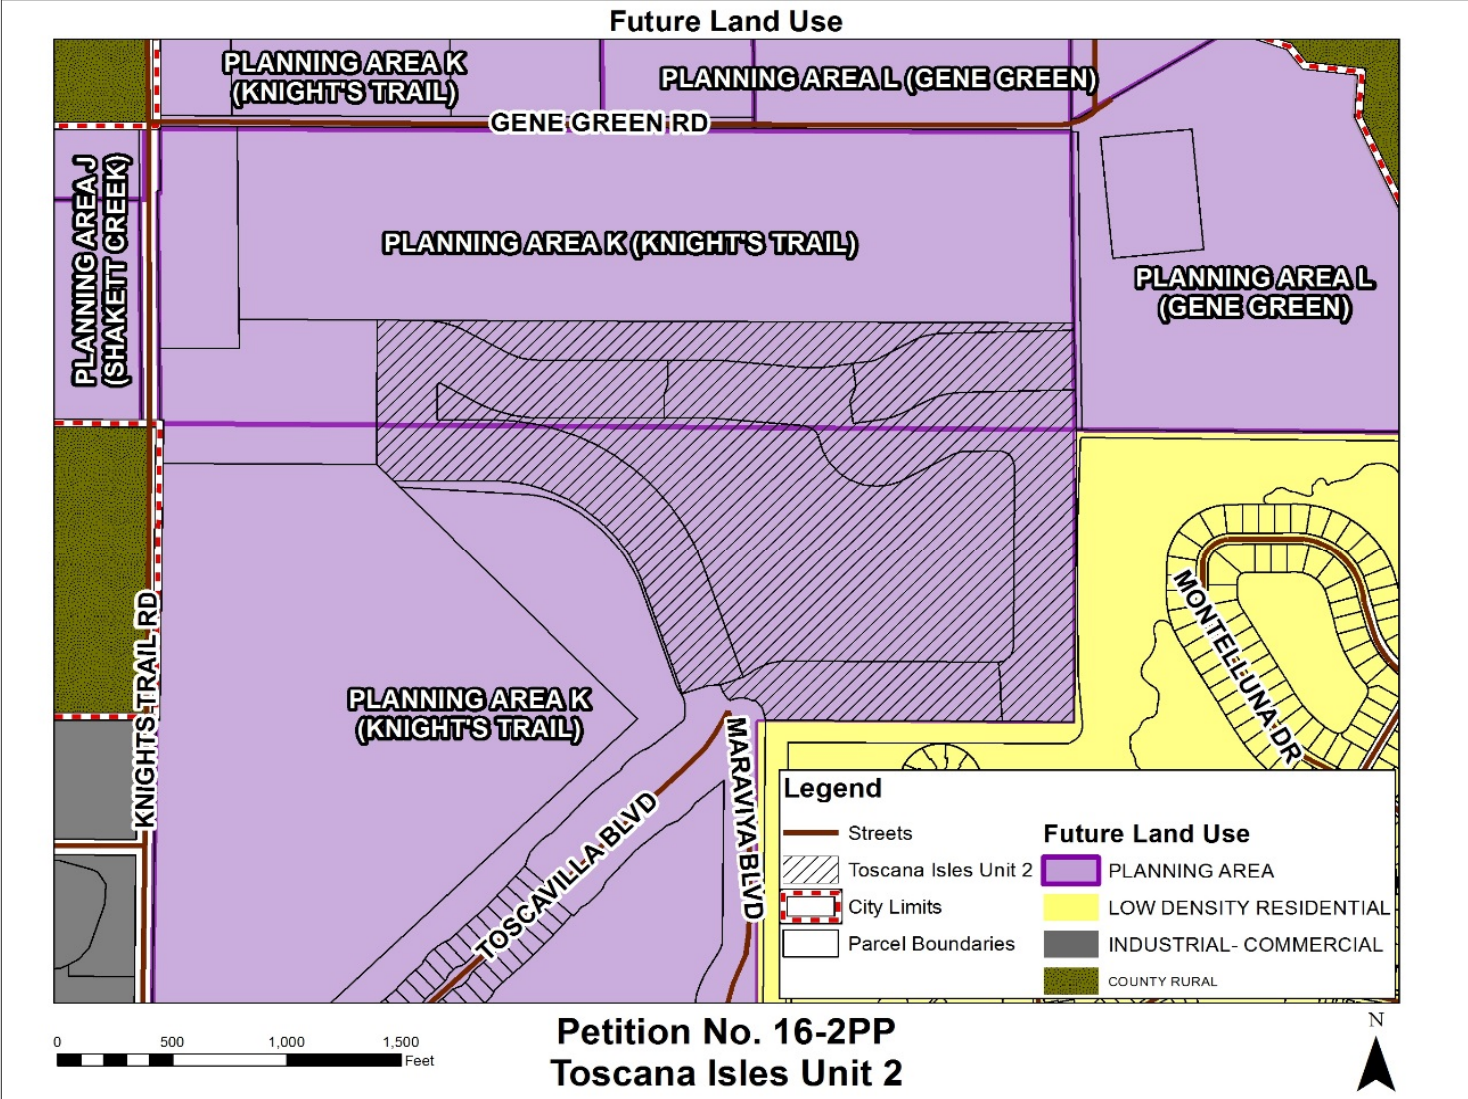 Future Land Use
PLANNING AREA K
(KNIGHT'S TRAIL)
PLANNING AREA L (GENE GREEN)
GENE GREEN RD
PLANNING AREA J
(SHAKETT CREEK)
PLANNING AREA K (KNIGHT'S TRAIL)
PLANNING AREA L
(GENE GREEN)
KNIGHTS TRAIL RD
MONTELLUNA DR
PLANNING AREA K
(KNIGHT'S TRAIL)
TOSCAVILLA BLVD
MARAVIYA BLVD
Legend
Streets
Toscana Isles Unit 2
City Limits
Parcel Boundaries
Future Land Use
PLANNING AREA
LOW DENSITY RESIDENTIAL
INDUSTRIAL- COMMERCIAL
COUNTY RURAL
0 500 1,000 1,500
Feet
Petition No. 16-2PP
Toscana Isles Unit 2
N